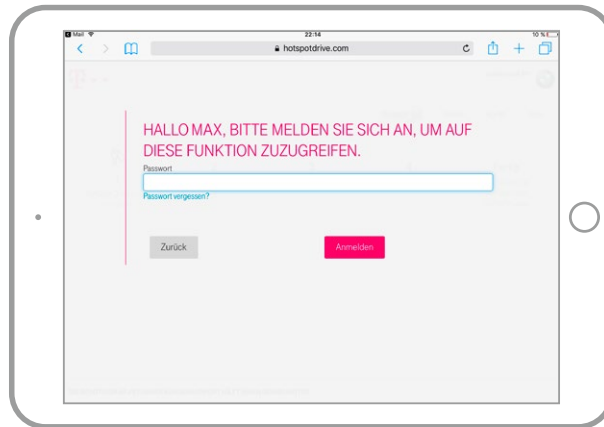 Mail
22:14
10 %
hotspotdrive.com
HALLO MAX, BITTE MELDEN SIE SICH AN, UM AUF
DIESE FUNKTION ZUZUGREIFEN.
Passwort
Passwort vergessen?
Zurück
Anmelden